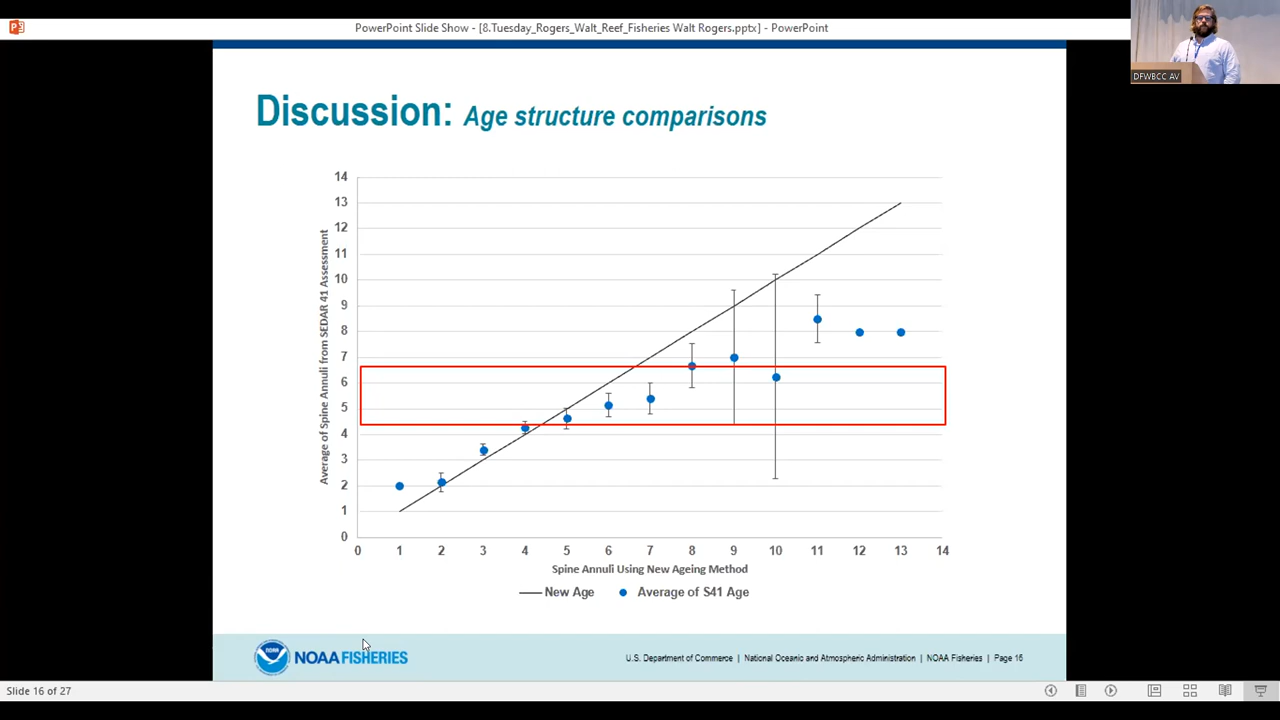 PowerPoint Slide Show - [8.Tuesday_Rogers_Walt_Reef_Fisheries Walt Rogers.pptx] - PowerPoint
DFWBCC AV
Discussion: Age structure comparisons
14
13
12
11
10
9
8
7
6
5
4
3
2
1
0
Average of Spine Annuli from SEDAR 41 Assessment
0 1 2 3 4 5 6 7 8 9 10 11 12 13 14
Spine Annuli Using New Ageing Method
New Age Average of S41 Age
NOAA
NOAA FISHERIES
U.S. Department of Commerce | National Oceanic and Atmospheric Administration | NOAA Fisheries | Page 16
Slide 16 of 27